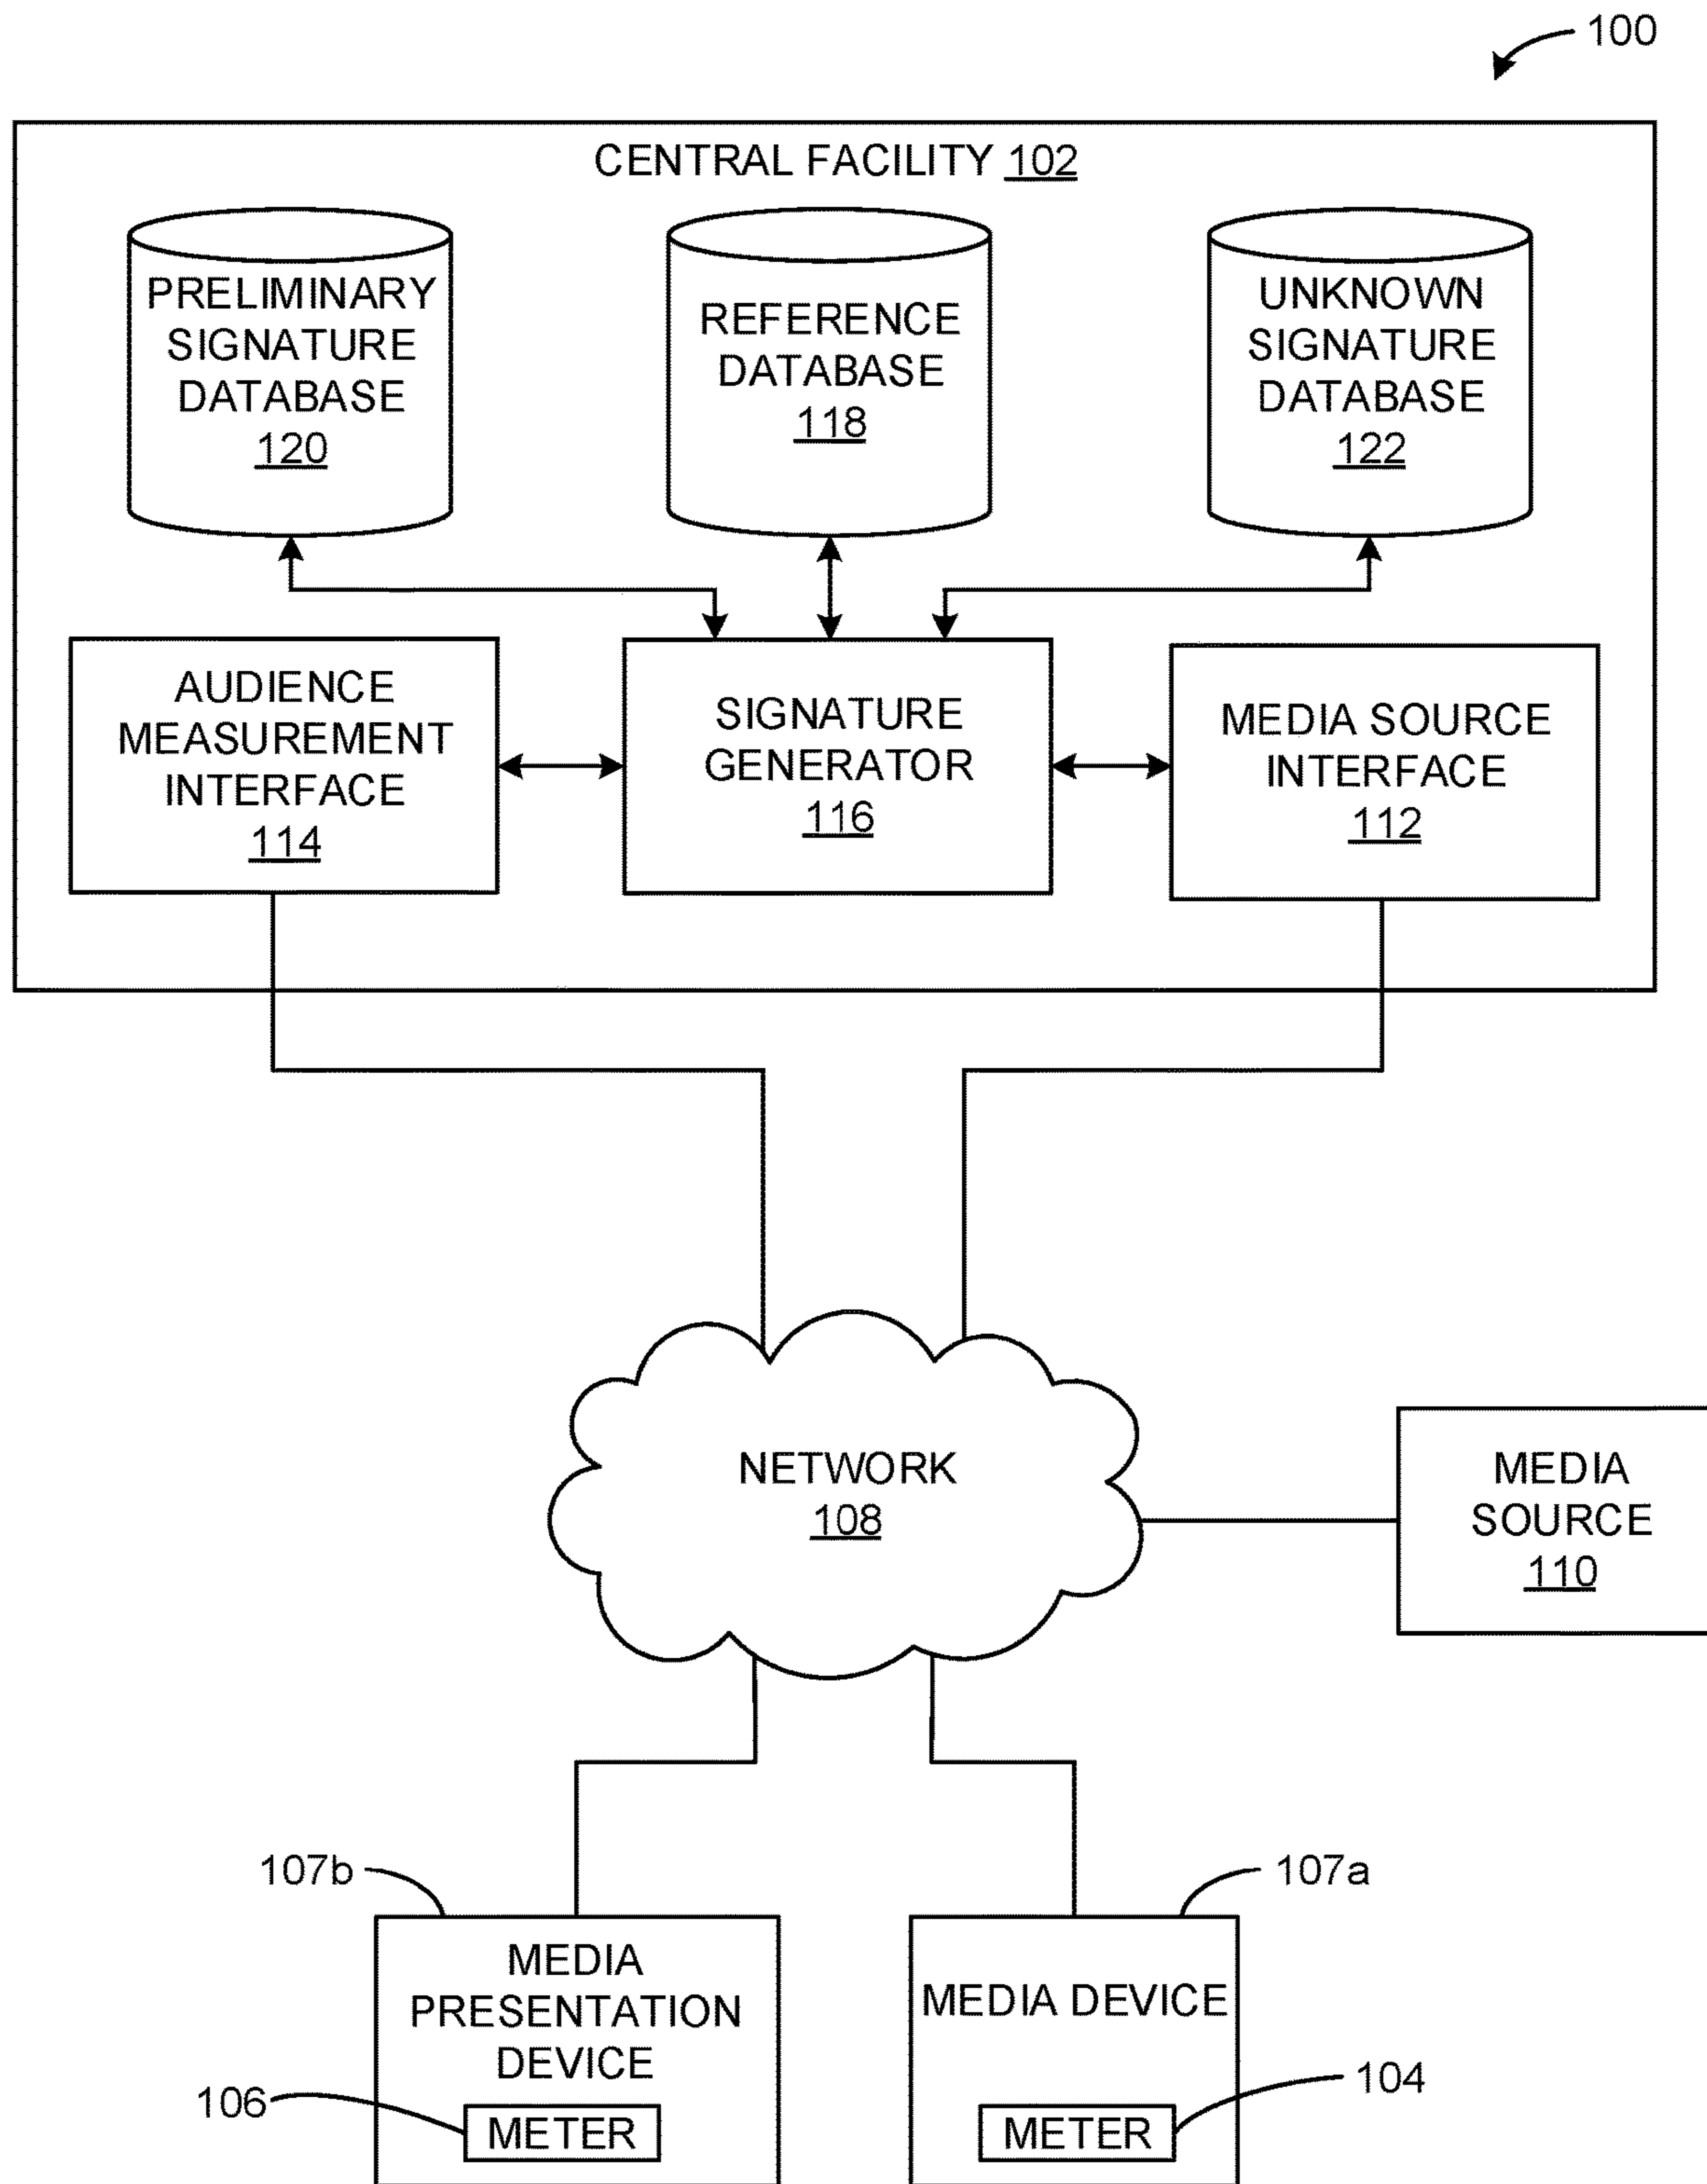 100
CENTRAL FACILITY 102
PRELIMINARY
SIGNATURE
DATABASE
120
REFERENCE
DATABASE
118
UNKNOWN
SIGNATURE
DATABASE
122
AUDIENCE
MEASUREMENT
INTERFACE
114
SIGNATURE
GENERATOR
116
MEDIA SOURCE
INTERFACE
112
NETWORK
108
MEDIA
SOURCE
110
107b
107a
MEDIA
PRESENTATION
DEVICE
MEDIA DEVICE
106
METER
104
METER